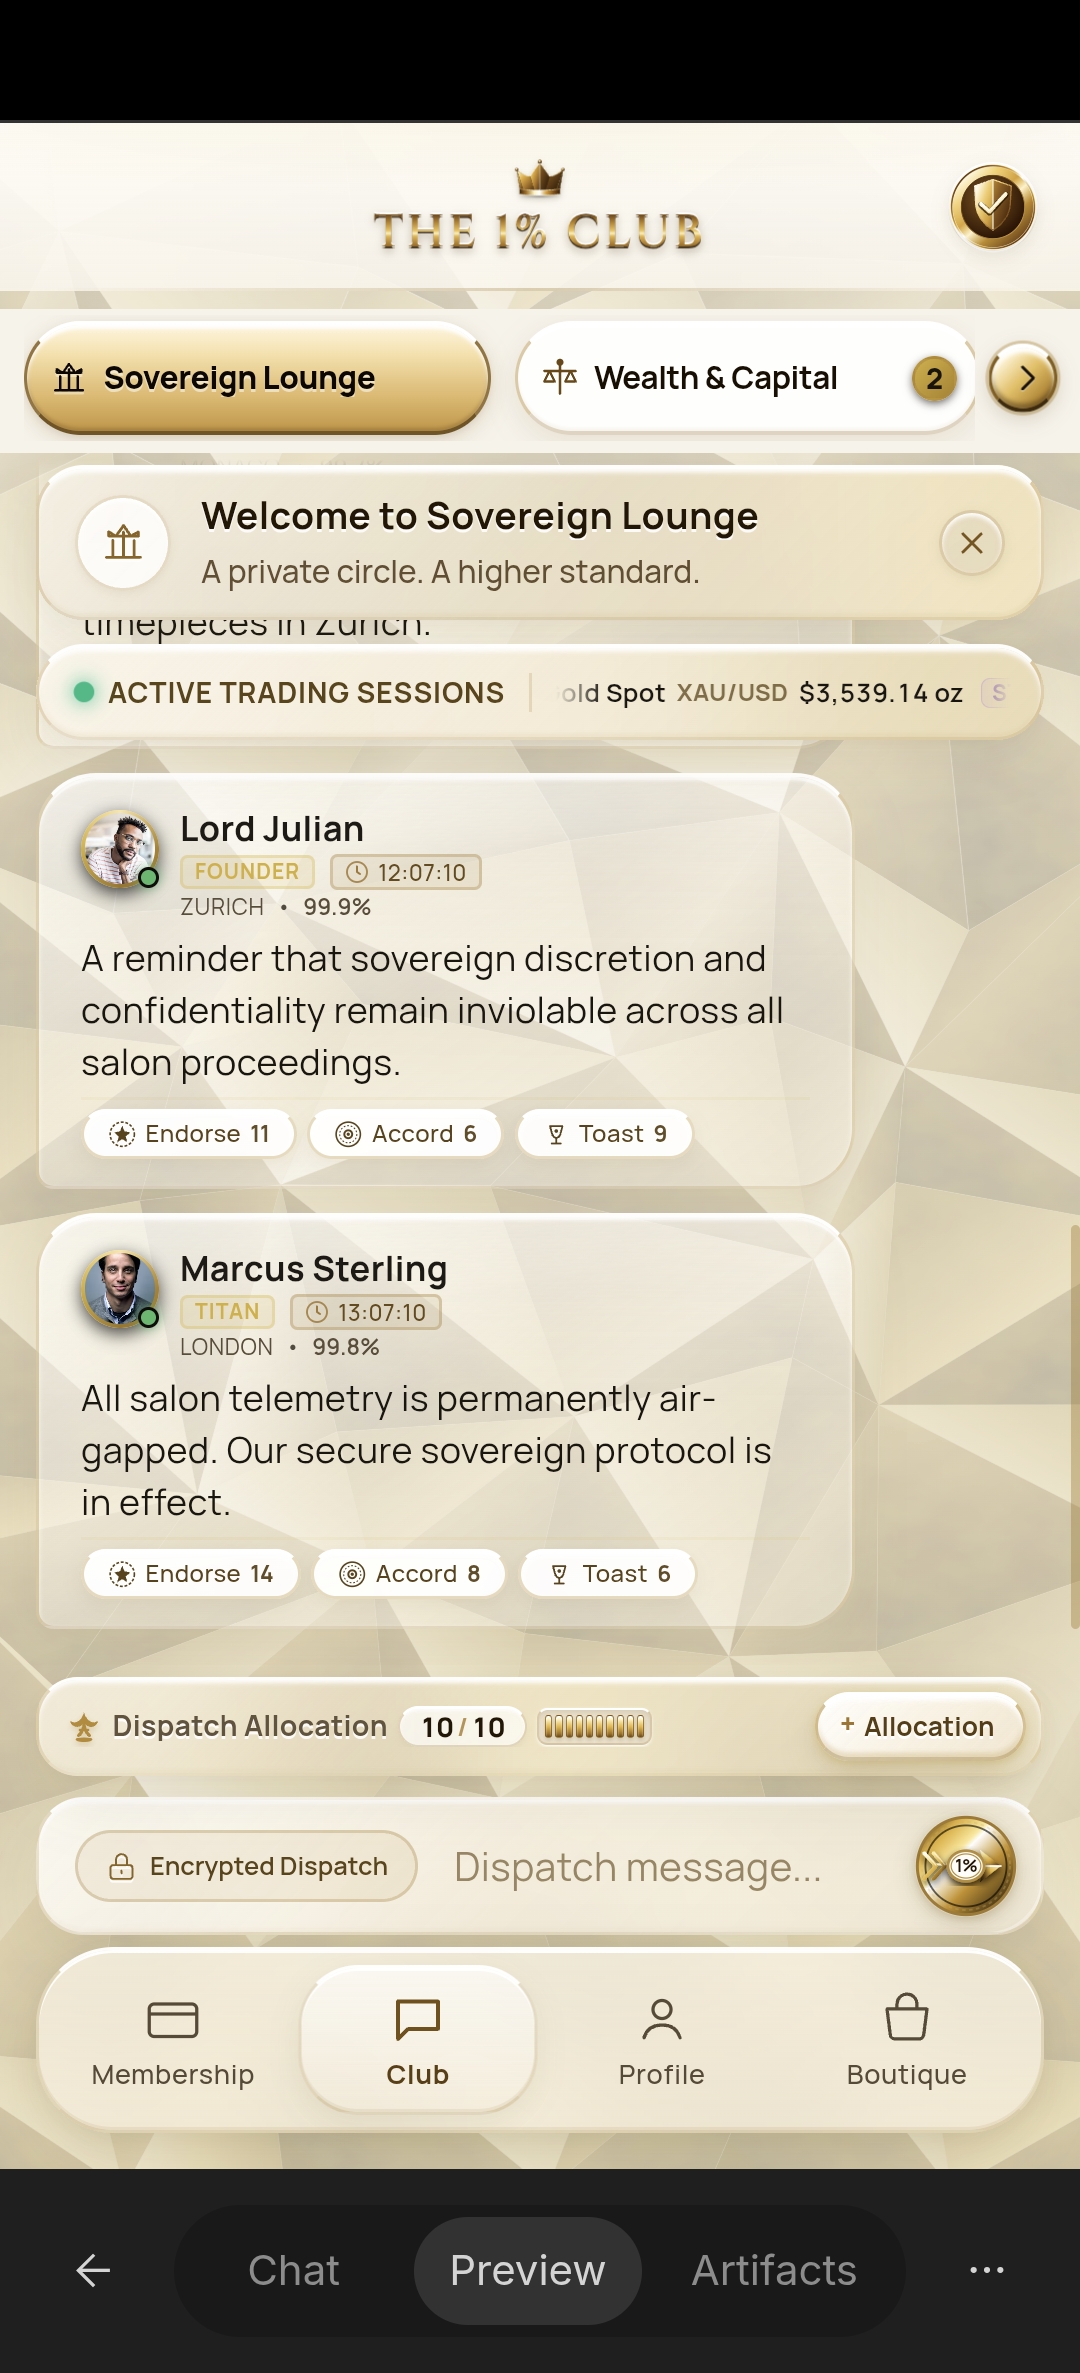 THE 1% CLUB
Sovereign Lounge
Wealth & Capital
2
Welcome to Sovereign Lounge
A private circle. A higher standard.
timepieces in Zurich.
ACTIVE TRADING SESSIONS
old Spot XAU/USD $3,539.14 oz S
Lord Julian
FOUNDER 12:07:10
ZURICH • 99.9%
A reminder that sovereign discretion and
confidentiality remain inviolable across all
salon proceedings.
Endorse 11 Accord 6 Toast 9
Marcus Sterling
TITAN 13:07:10
LONDON • 99.8%
All salon telemetry is permanently air-
gapped. Our secure sovereign protocol is
in effect.
Endorse 14 Accord 8 Toast 6
Dispatch Allocation 10/10 + Allocation
Encrypted Dispatch Dispatch message... 1%
Membership Club Profile Boutique
Chat Preview Artifacts